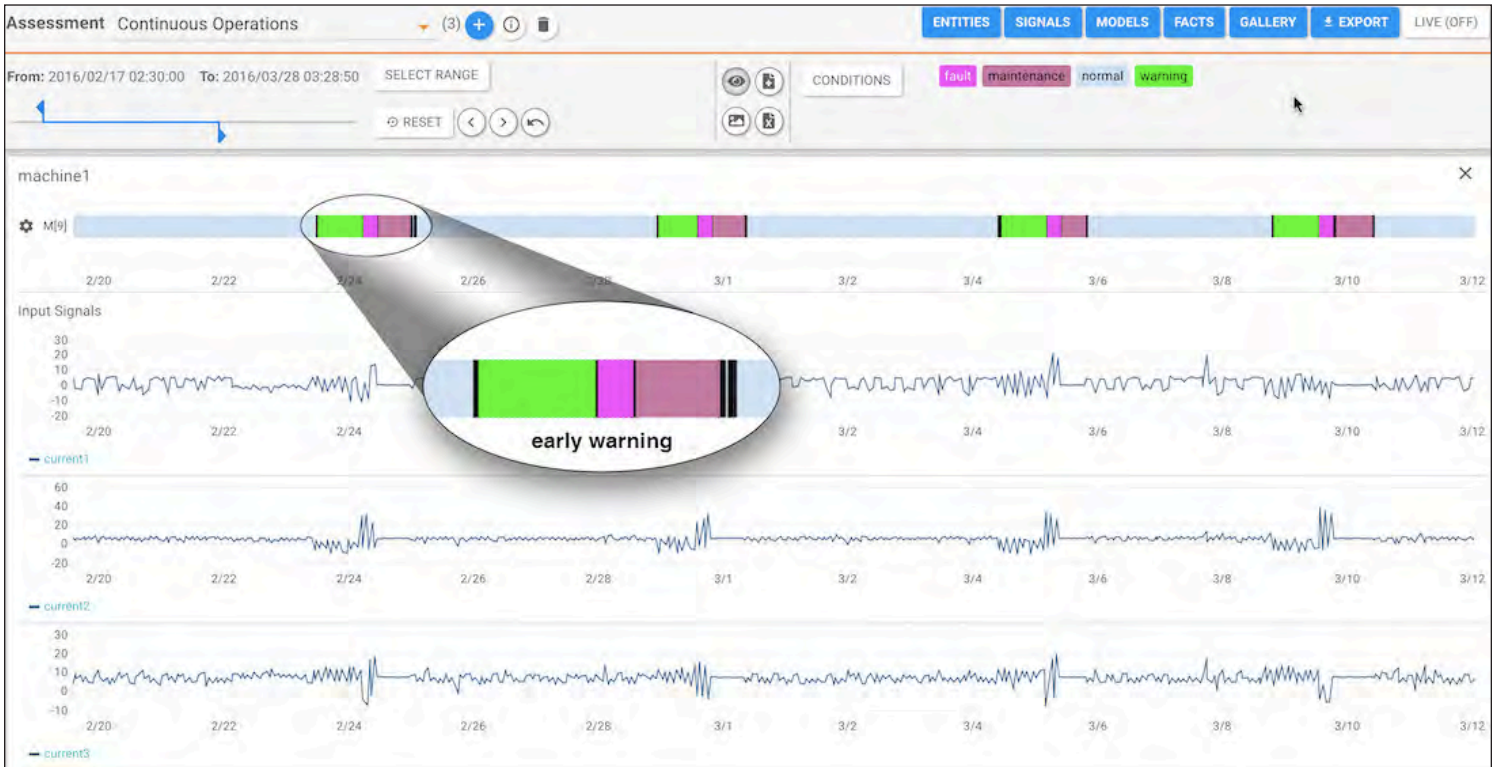 Assessment Continuous Operations (3) ENTITIES SIGNALS MODELS FACTS GALLERY EXPORT LIVE (OFF)
From: 2016/02/17 02:30:00 To: 2016/03/28 03:28:50 SELECT RANGE CONDITIONS fault maintenance normal warning
RESET
machine1
M[9]
2/20 2/22 2/24 2/26 2/28 3/1 3/2 3/4 3/6 3/8 3/10 3/12
Input Signals
30
20
10
0
-10
-20
early warning
2/20 2/22 2/24 3/2 3/4 3/6 3/8 3/10 3/12
current1
60
40
20
0
-20
2/20 2/22 2/24 2/26 2/28 3/1 3/2 3/4 3/6 3/8 3/10 3/12
current2
30
20
10
0
-10
2/20 2/22 2/24 2/26 2/28 3/1 3/2 3/4 3/6 3/8 3/10 3/12
current3